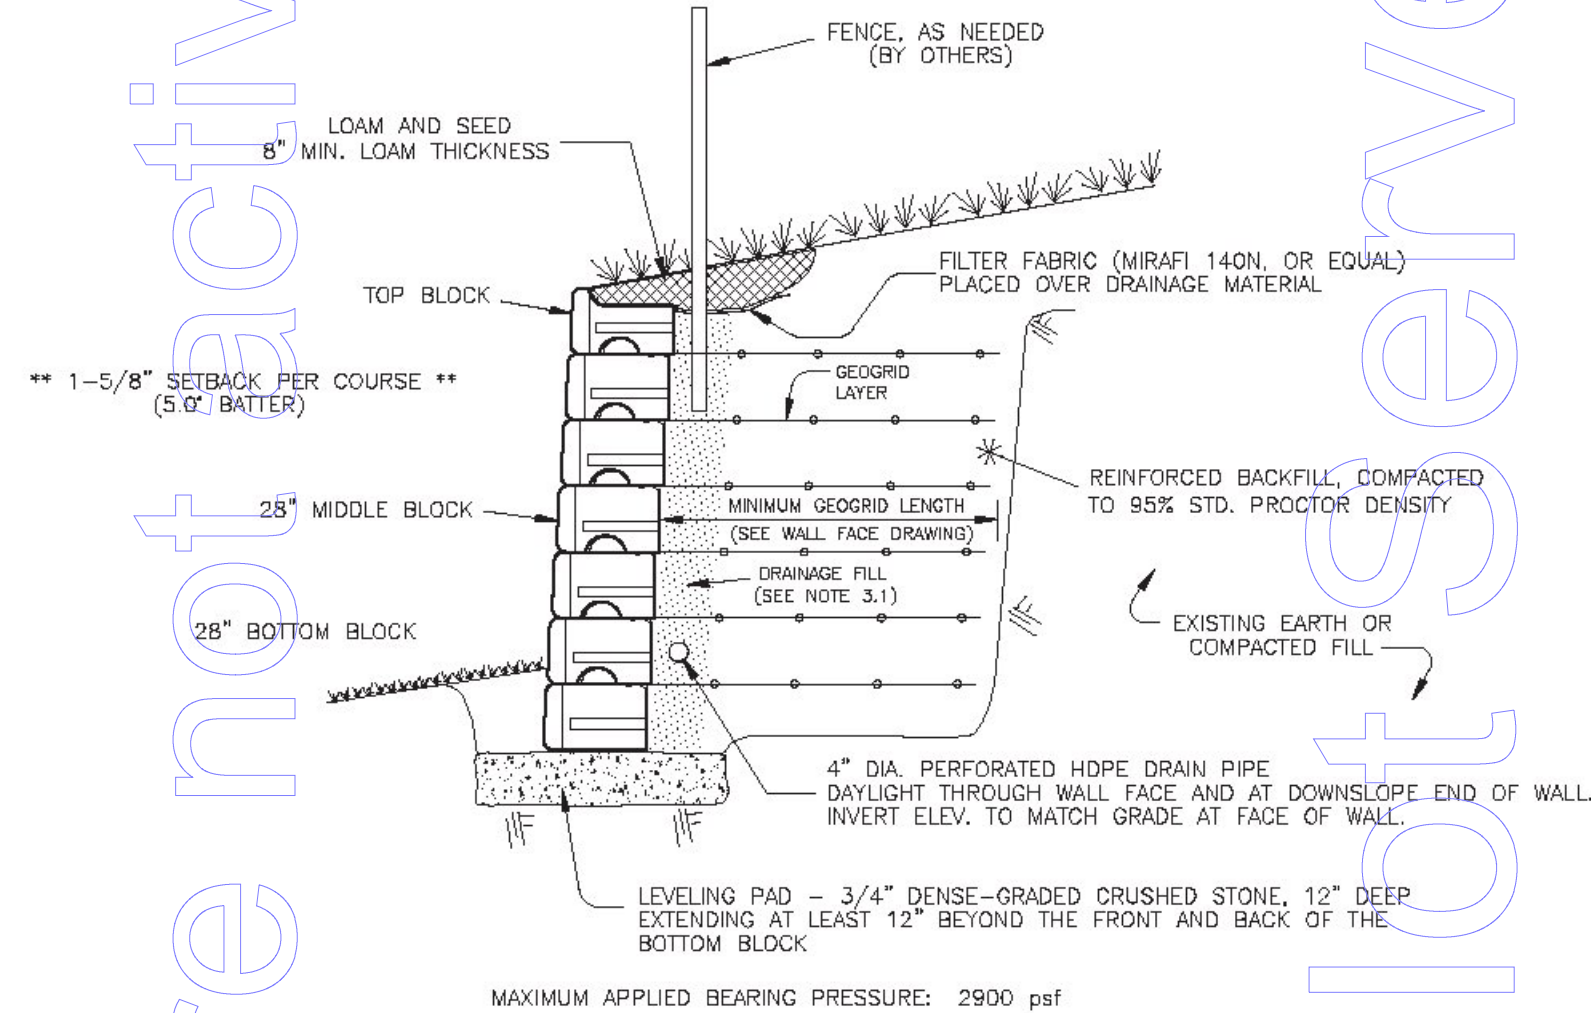 FENCE, AS NEEDED
(BY OTHERS)
LOAM AND SEED
8" MIN. LOAM THICKNESS
FILTER FABRIC (MIRAFI 140N, OR EQUAL)
PLACED OVER DRAINAGE MATERIAL
TOP BLOCK
** 1-5/8" SETBACK PER COURSE **
(5.0° BATTER)
GEOGRID
LAYER
REINFORCED BACKFILL, COMPACTED
TO 95% STD. PROCTOR DENSITY
28" MIDDLE BLOCK
MINIMUM GEOGRID LENGTH
(SEE WALL FACE DRAWING)
DRAINAGE FILL
(SEE NOTE 3.1)
28" BOTTOM BLOCK
EXISTING EARTH OR
COMPACTED FILL
4" DIA. PERFORATED HDPE DRAIN PIPE
DAYLIGHT THROUGH WALL FACE AND AT DOWNSLOPE END OF WALL.
INVERT ELEV. TO MATCH GRADE AT FACE OF WALL.
LEVELING PAD - 3/4" DENSE-GRADED CRUSHED STONE, 12" DEEP
EXTENDING AT LEAST 12" BEYOND THE FRONT AND BACK OF THE
BOTTOM BLOCK
MAXIMUM APPLIED BEARING PRESSURE: 2900 psf
re not activ
lot Serve